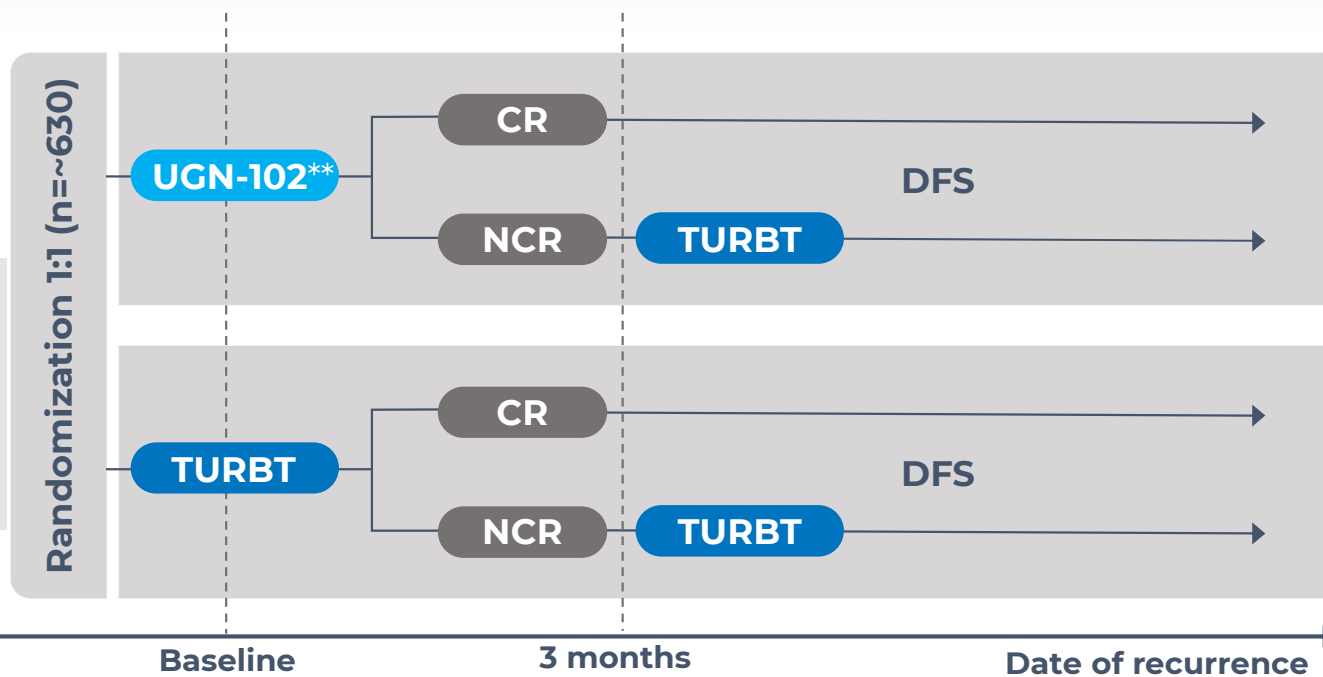 Randomization 1:1 (n=~630)
CR
UGN-102**
DFS
NCR
TURBT
CR
TURBT
DFS
NCR
TURBT
Baseline
3 months
Date of recurrence